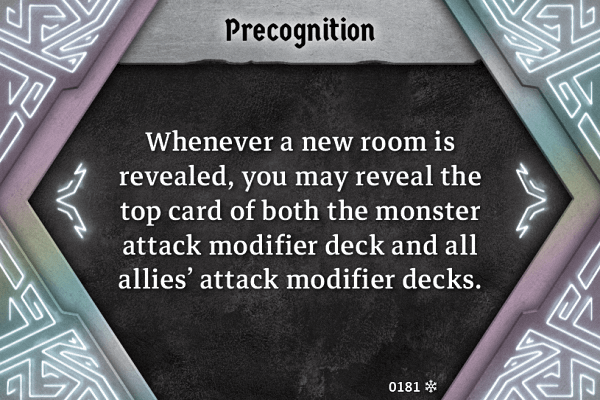 Precognition
Whenever a new room is
revealed, you may reveal the
top card of both the monster
attack modifier deck and all
allies’ attack modifier decks.
0181